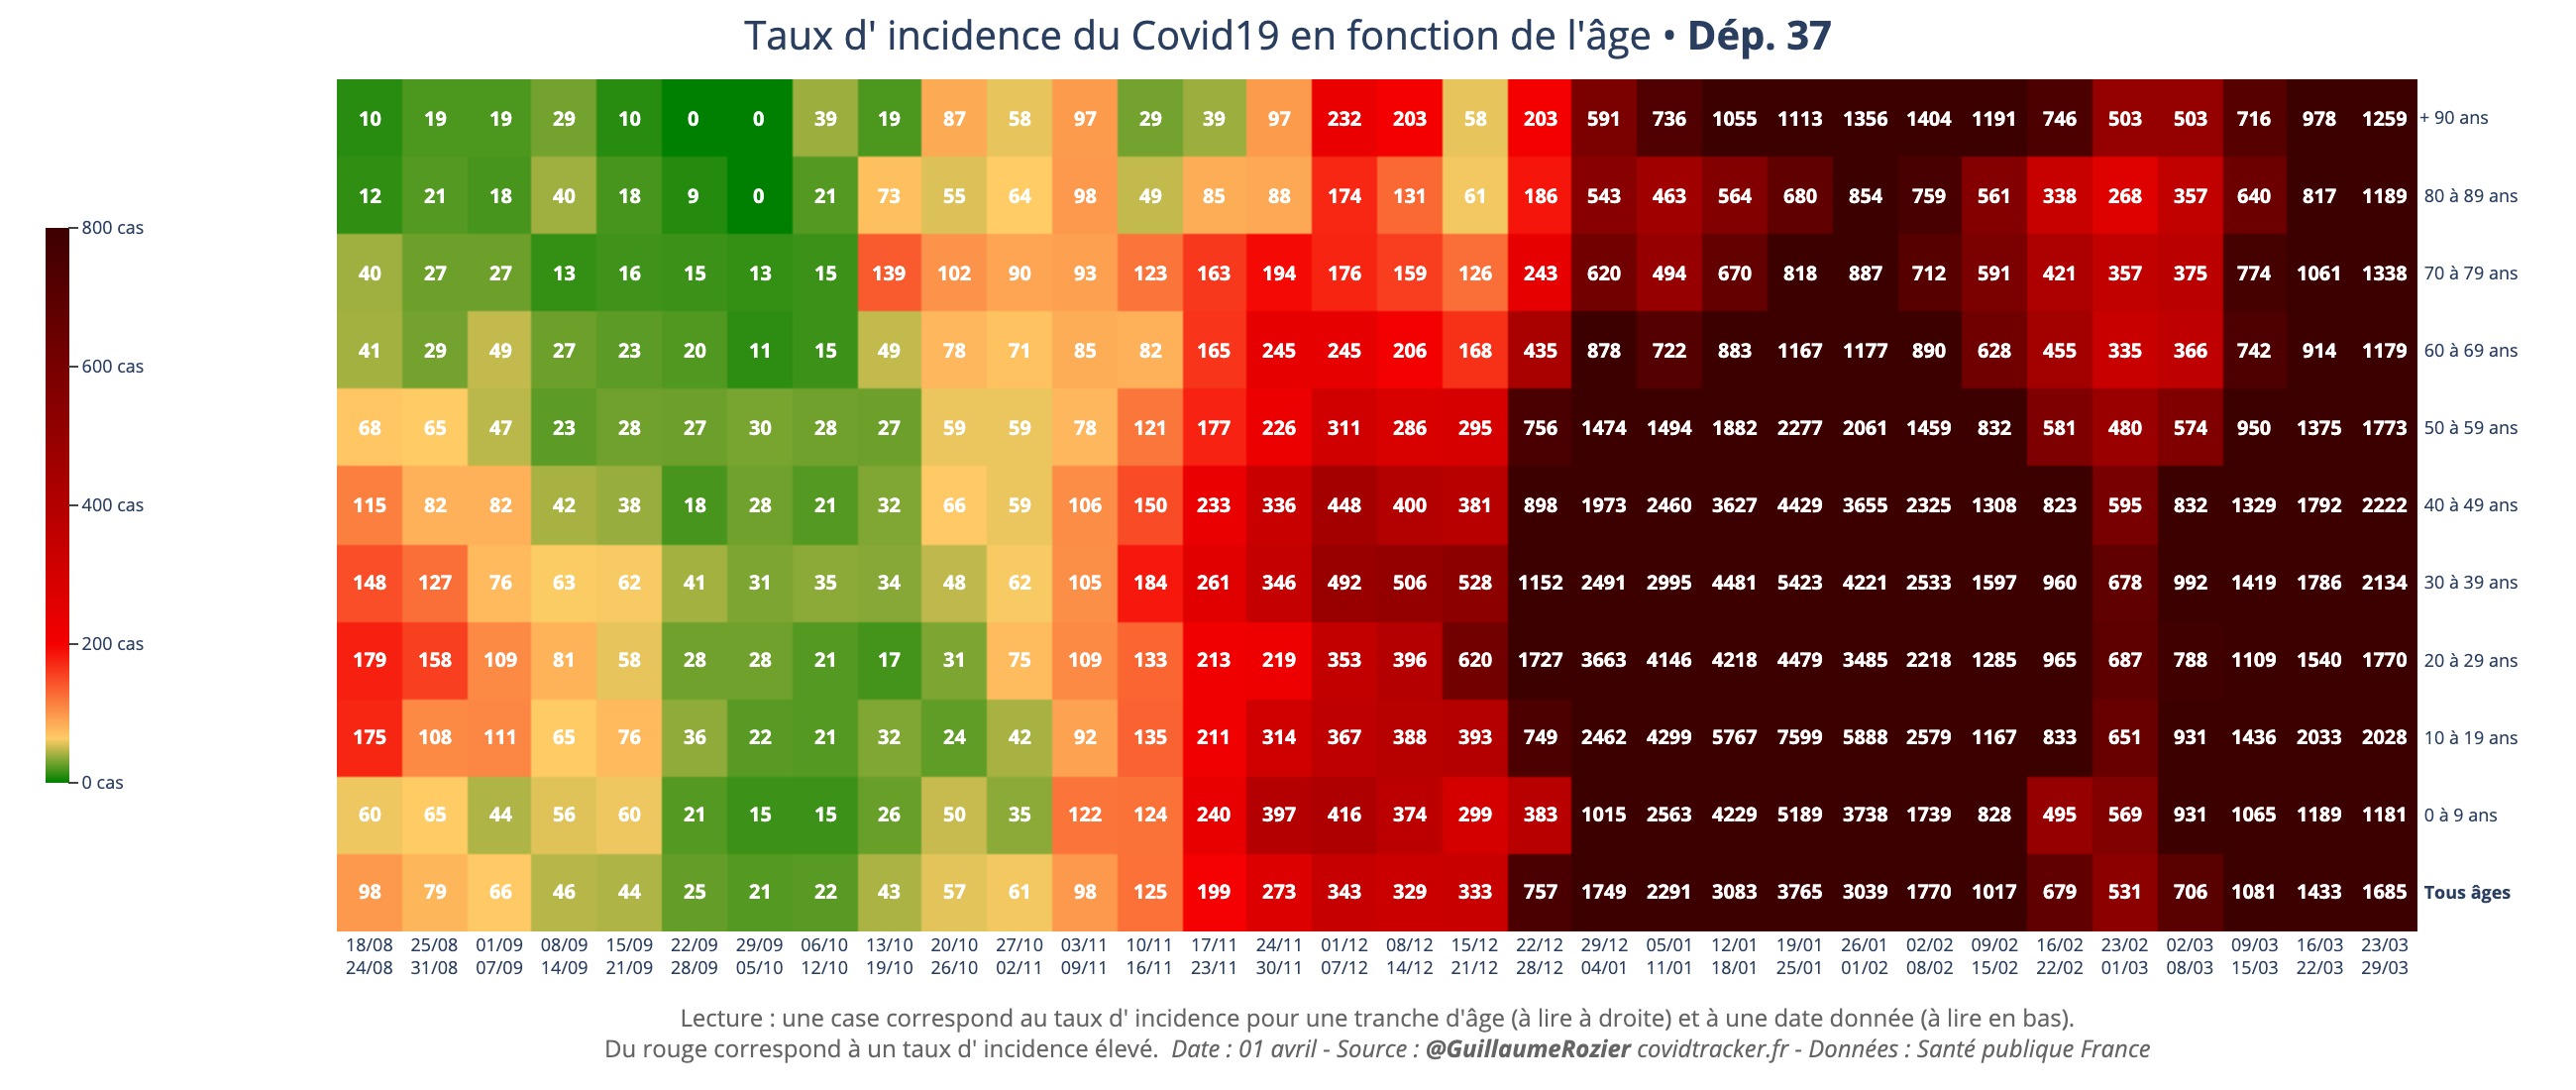 Taux d' incidence du Covid19 en fonction de l'âge • Dép. 37
10 19 19 29 10 0 0 39 19 87 58 97 29 39 97 232 203 58 203 591 736 1055 1113 1356 1404 1191 746 503 503 716 978 1259 + 90 ans
12 21 18 40 18 9 0 21 73 55 64 98 49 85 88 174 131 61 186 543 463 564 680 854 759 561 338 268 357 640 817 1189 80 à 89 ans
800 cas
40 27 27 13 16 15 13 15 139 102 90 93 123 163 194 176 159 126 243 620 494 670 818 887 712 591 421 357 375 774 1061 1338 70 à 79 ans
41 29 49 27 23 20 11 15 49 78 71 85 82 165 245 245 206 168 435 878 722 883 1167 1177 890 628 455 335 366 742 914 1179 60 à 69 ans
600 cas
68 65 47 23 28 27 30 28 27 59 59 78 121 177 226 311 286 295 756 1474 1494 1882 2277 2061 1459 832 581 480 574 950 1375 1773 50 à 59 ans
400 cas
115 82 82 42 38 18 28 21 32 66 59 106 150 233 336 448 400 381 898 1973 2460 3627 4429 3655 2325 1308 823 595 832 1329 1792 2222 40 à 49 ans
148 127 76 63 62 41 31 35 34 48 62 105 184 261 346 492 506 528 1152 2491 2995 4481 5423 4221 2533 1597 960 678 992 1419 1786 2134 30 à 39 ans
200 cas
179 158 109 81 58 28 28 21 17 31 75 109 133 213 219 353 396 620 1727 3663 4146 4218 4479 3485 2218 1285 965 687 788 1109 1540 1770 20 à 29 ans
175 108 111 65 76 36 22 21 32 24 42 92 135 211 314 367 388 393 749 2462 4299 5767 7599 5888 2579 1167 833 651 931 1436 2033 2028 10 à 19 ans
0 cas
60 65 44 56 60 21 15 15 26 50 35 122 124 240 397 416 374 299 383 1015 2563 4229 5189 3738 1739 828 495 569 931 1065 1189 1181 0 à 9 ans
98 79 66 46 44 25 21 22 43 57 61 98 125 199 273 343 329 333 757 1749 2291 3083 3765 3039 1770 1017 679 531 706 1081 1433 1685 Tous âges
18/08 25/08 01/09 08/09 15/09 22/09 29/09 06/10 13/10 20/10 27/10 03/11 10/11 17/11 24/11 01/12 08/12 15/12 22/12 29/12 05/01 12/01 19/01 26/01 02/02 09/02 16/02 23/02 02/03 09/03 16/03 23/03
24/08 31/08 07/09 14/09 21/09 28/09 05/10 12/10 19/10 26/10 02/11 09/11 16/11 23/11 30/11 07/12 14/12 21/12 28/12 04/01 11/01 18/01 25/01 01/02 08/02 15/02 22/02 01/03 08/03 15/03 22/03 29/03
Lecture : une case correspond au taux d' incidence pour une tranche d'âge (à lire à droite) et à une date donnée (à lire en bas).
Du rouge correspond à un taux d' incidence élevé. Date : 01 avril - Source : @GuillaumeRozier covidtracker.fr - Données : Santé publique France